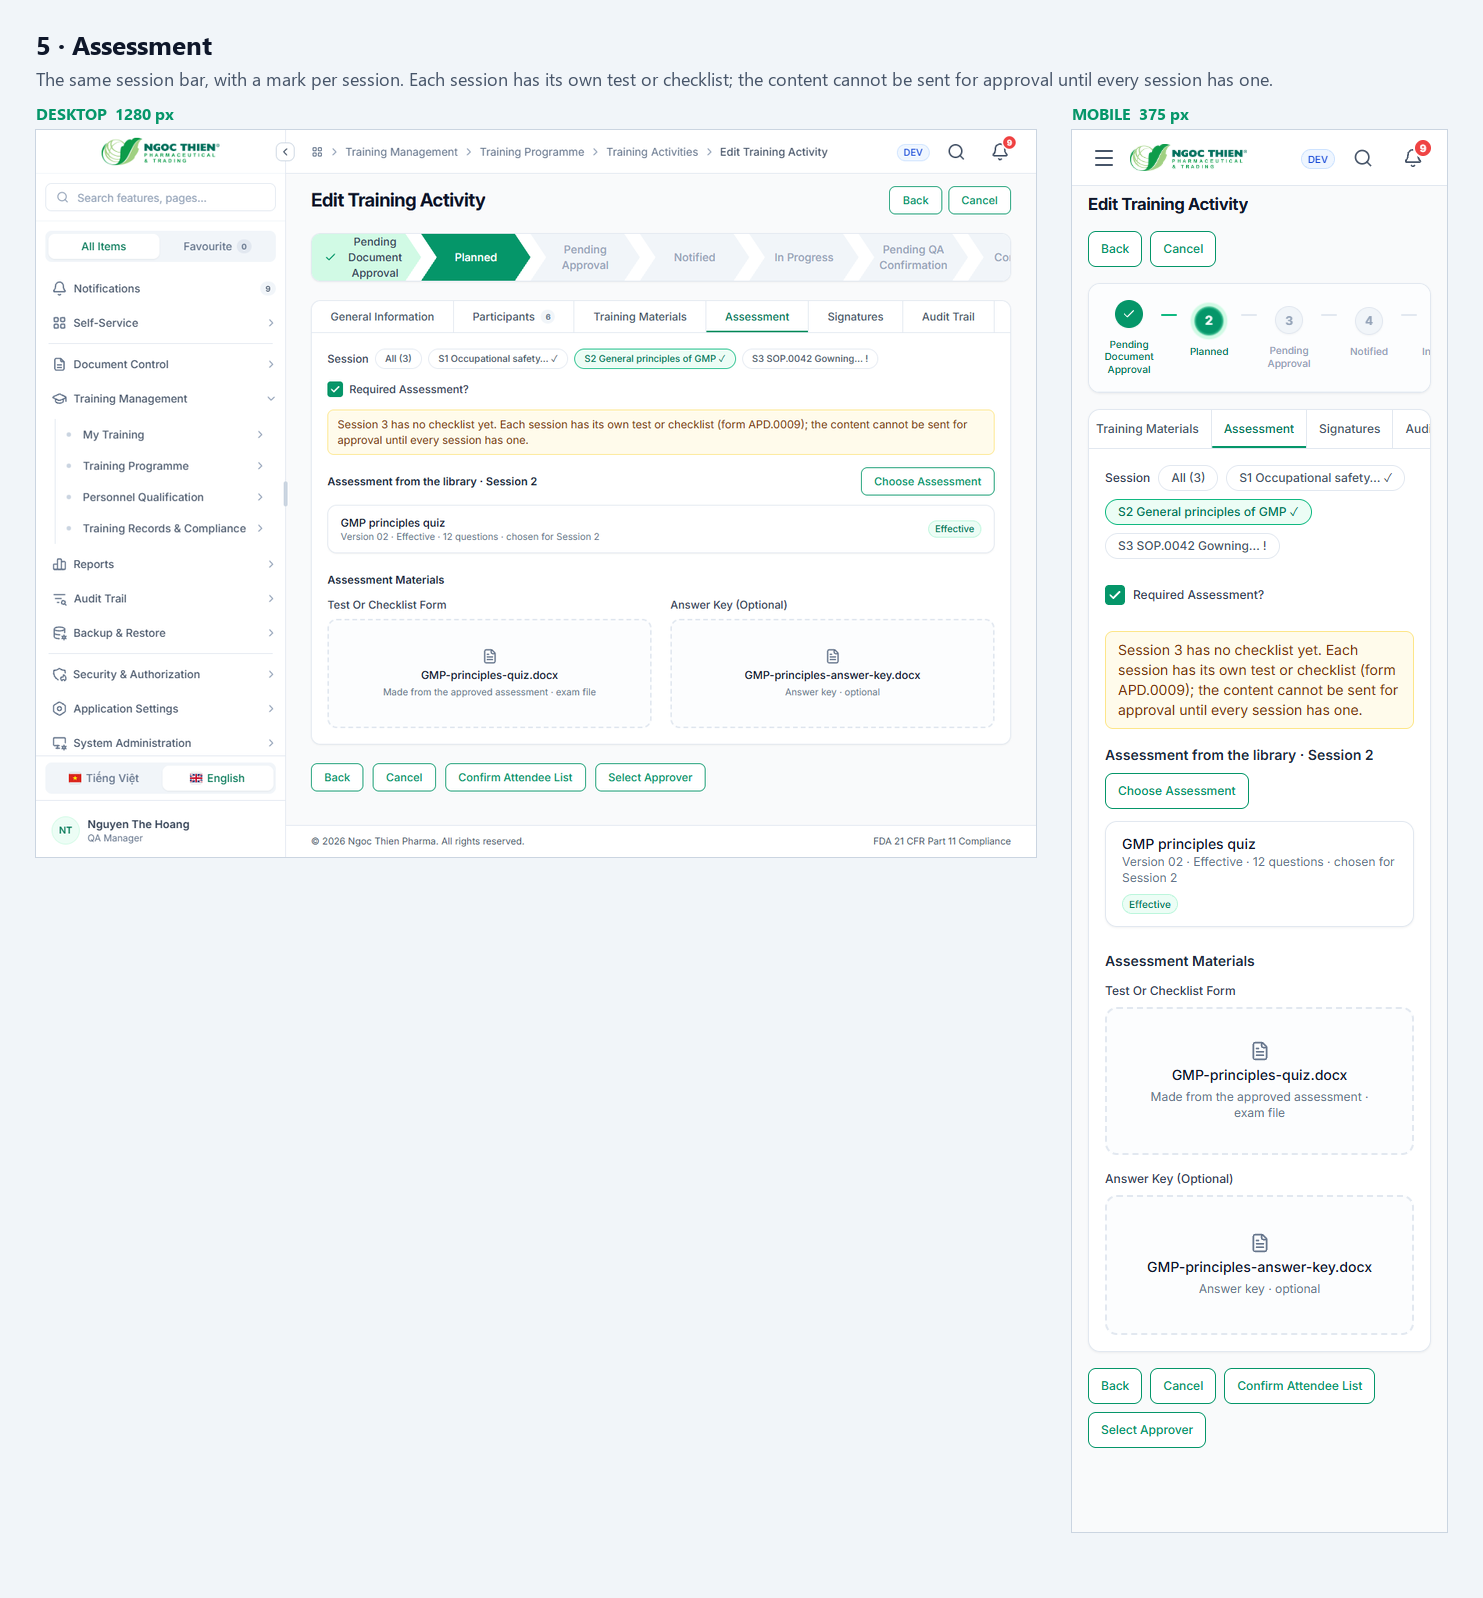 5 · Assessment
The same session bar, with a mark per session. Each session has its own test or checklist; the content cannot be sent for approval until every session has one.
DESKTOP 1280 px
NGOC THIEN®
PHARMACEUTICAL
& TRADING
Search features, pages...
All Items
Favourite 0
Notifications 9
Self-Service
Document Control
Training Management
My Training
Training Programme
Personnel Qualification
Training Records & Compliance
Reports
Audit Trail
Backup & Restore
Security & Authorization
Application Settings
System Administration
Tiếng Việt
English
NT
Nguyen The Hoang
QA Manager
Training Management > Training Programme > Training Activities > Edit Training Activity
DEV
9
Edit Training Activity
Back
Cancel
Pending
Document
Approval
Planned
Pending
Approval
Notified
In Progress
Pending QA
Confirmation
Co
General Information
Participants 6
Training Materials
Assessment
Signatures
Audit Trail
Session
All (3)
S1 Occupational safety... ✓
S2 General principles of GMP ✓
S3 SOP.0042 Gowning... !
Required Assessment?
Session 3 has no checklist yet. Each session has its own test or checklist (form APD.0009); the content cannot be sent for
approval until every session has one.
Assessment from the library · Session 2
Choose Assessment
GMP principles quiz
Version 02 · Effective · 12 questions · chosen for Session 2
Effective
Assessment Materials
Test Or Checklist Form
Answer Key (Optional)
GMP-principles-quiz.docx
Made from the approved assessment · exam file
GMP-principles-answer-key.docx
Answer key · optional
Back
Cancel
Confirm Attendee List
Select Approver
© 2026 Ngoc Thien Pharma. All rights reserved.
FDA 21 CFR Part 11 Compliance
MOBILE 375 px
NGOC THIEN®
PHARMACEUTICAL
& TRADING
DEV
9
Edit Training Activity
Back
Cancel
Pending
Document
Approval
2
Planned
3
Pending
Approval
4
Notified
In
Training Materials
Assessment
Signatures
Audi
Session
All (3)
S1 Occupational safety... ✓
S2 General principles of GMP ✓
S3 SOP.0042 Gowning... !
Required Assessment?
Session 3 has no checklist yet. Each
session has its own test or checklist (form
APD.0009); the content cannot be sent for
approval until every session has one.
Assessment from the library · Session 2
Choose Assessment
GMP principles quiz
Version 02 · Effective · 12 questions · chosen for
Session 2
Effective
Assessment Materials
Test Or Checklist Form
GMP-principles-quiz.docx
Made from the approved assessment ·
exam file
Answer Key (Optional)
GMP-principles-answer-key.docx
Answer key · optional
Back
Cancel
Confirm Attendee List
Select Approver